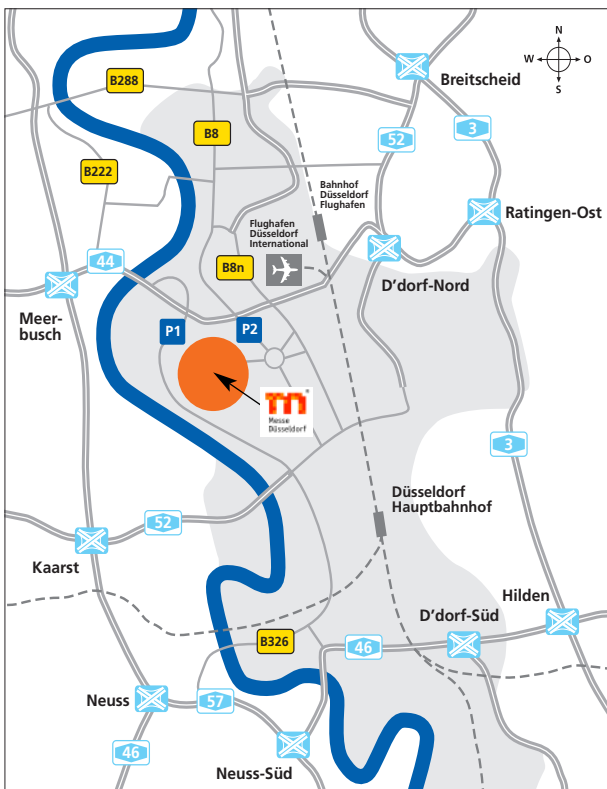 N
W
O
S
Breitscheid
B288
B8
52
3
B222
Bahnhof
Düsseldorf
Flughafen
Ratingen-Ost
Flughafen
Düsseldorf
International
44
B8n
D'dorf-Nord
Meer-
busch
P1
P2
m
Messe
Düsseldorf
3
Düsseldorf
Hauptbahnhof
52
Kaarst
Hilden
D'dorf-Süd
B326
46
Neuss
57
46
Neuss-Süd